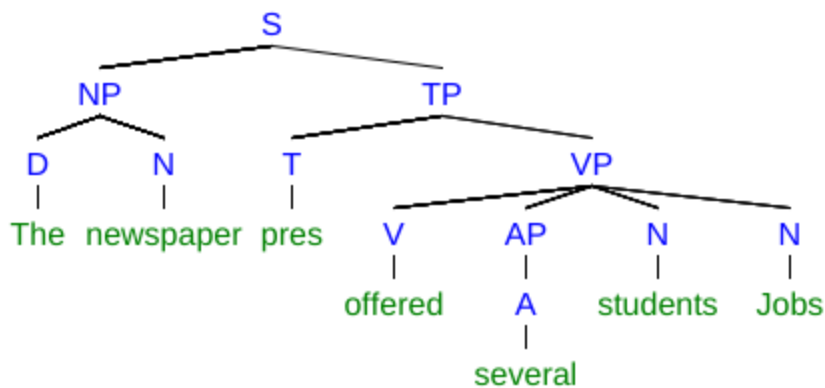 S
NP TP
D N T VP
The newspaper pres V AP N N
offered A students Jobs
several